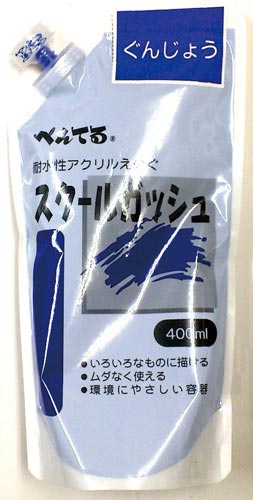 ぐんじょう
ぺんてる®
耐水性アクリルえのぐ
スクールガッシュ
400ml
●いろいろなものに描ける
●ムダなく使える
●環境にやさしい容器